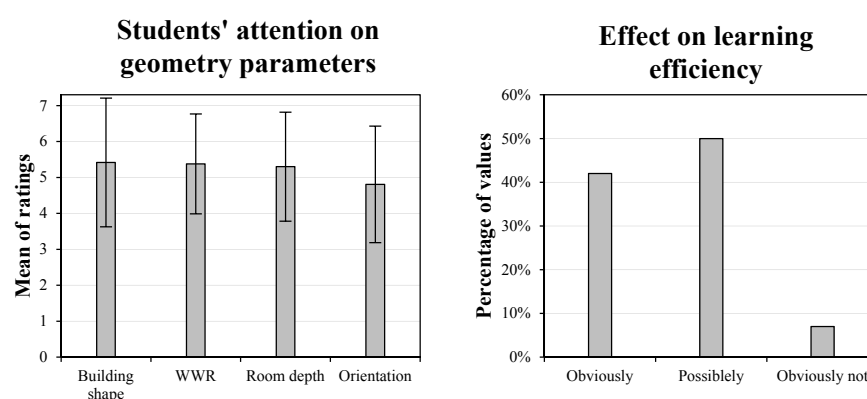 Students' attention on
geometry parameters
Mean of ratings
7
6
5
4
3
2
1
0
Building
shape
WWR
Room depth
Orientation
Effect on learning
efficiency
Percentage of values
60%
50%
40%
30%
20%
10%
0%
Obviously
Possiblely
Obviously not